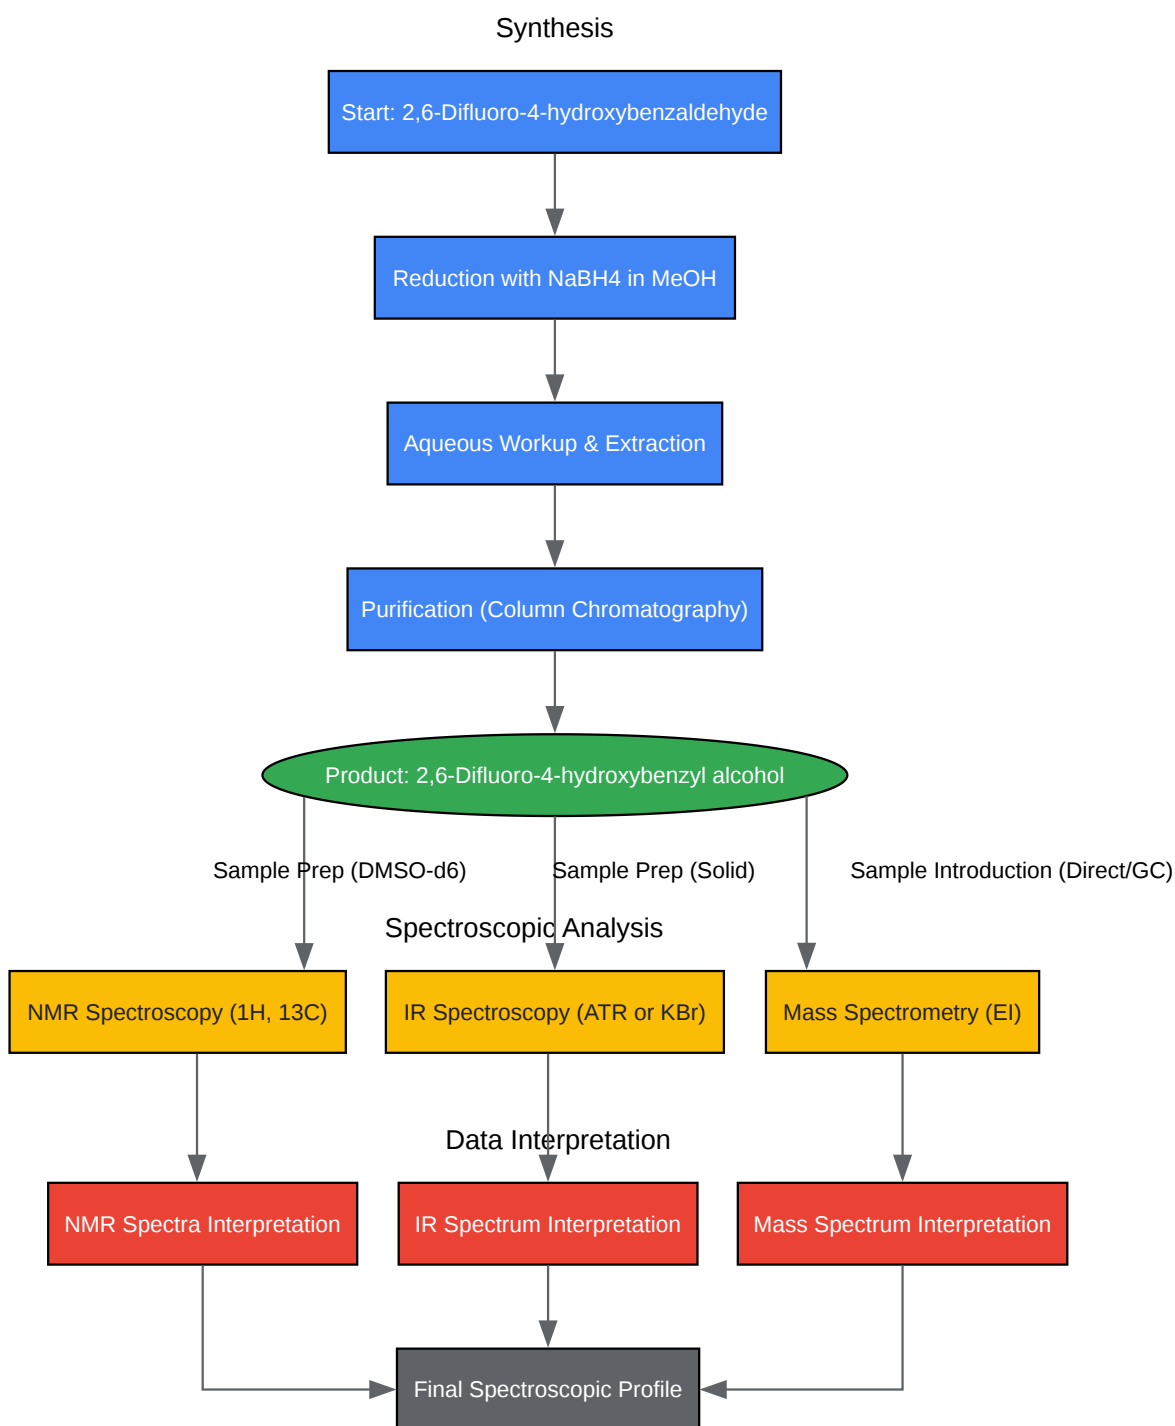 Synthesis
Start: 2,6-Difluoro-4-hydroxybenzaldehyde
Reduction with NaBH4 in MeOH
Aqueous Workup & Extraction
Purification (Column Chromatography)
Product: 2,6-Difluoro-4-hydroxybenzyl alcohol
Sample Prep (DMSO-d6)
Sample Prep (Solid)
Sample Introduction (Direct/GC)
Spectroscopic Analysis
NMR Spectroscopy (1H, 13C)
IR Spectroscopy (ATR or KBr)
Mass Spectrometry (EI)
Data Interpretation
NMR Spectra Interpretation
IR Spectrum Interpretation
Mass Spectrum Interpretation
Final Spectroscopic Profile